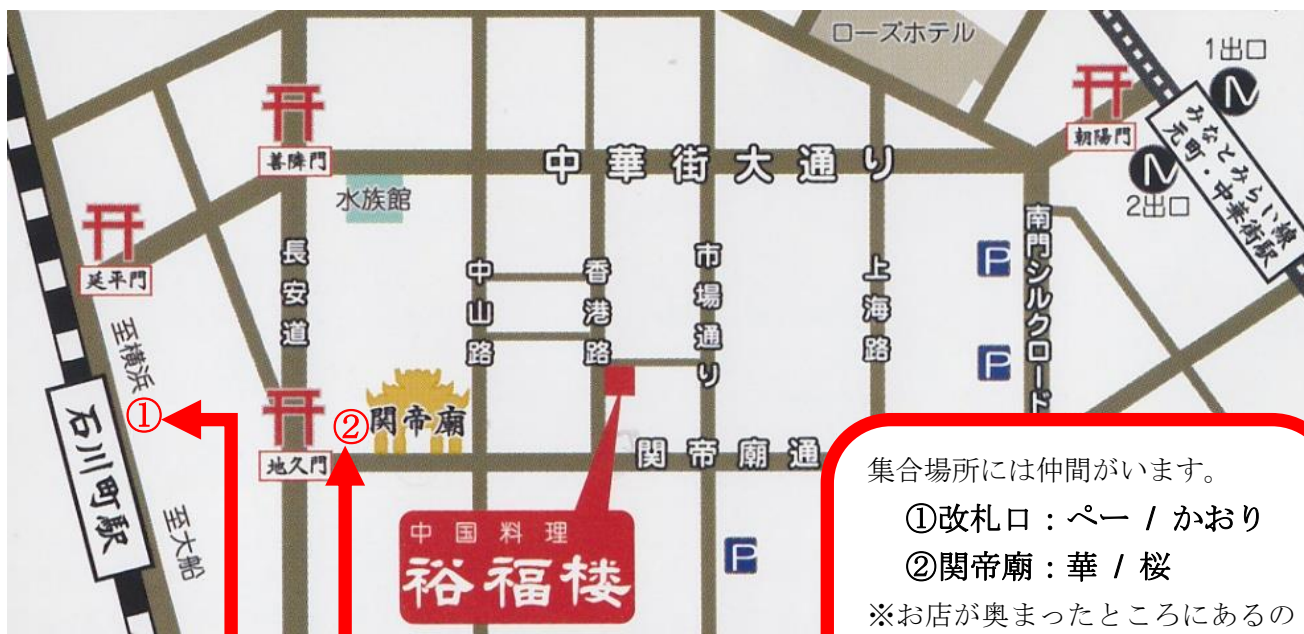 ローズホテル
1出口
朝陽門
みなとみらい線
元町・中華街駅
2出口
善隣門
中華街大通り
水族館
延平門
長安道
中山路
香港路
市場通り
上海路
南門シルクロード
P
P
至横浜
石川町駅
①
至大船
地久門
②
関帝廟
関帝廟通
中国料理
裕福楼
P
集合場所には仲間がいます。
①改札口：ペー / かおり
②関帝廟：華 / 桜
※お店が奥まったところにあるの